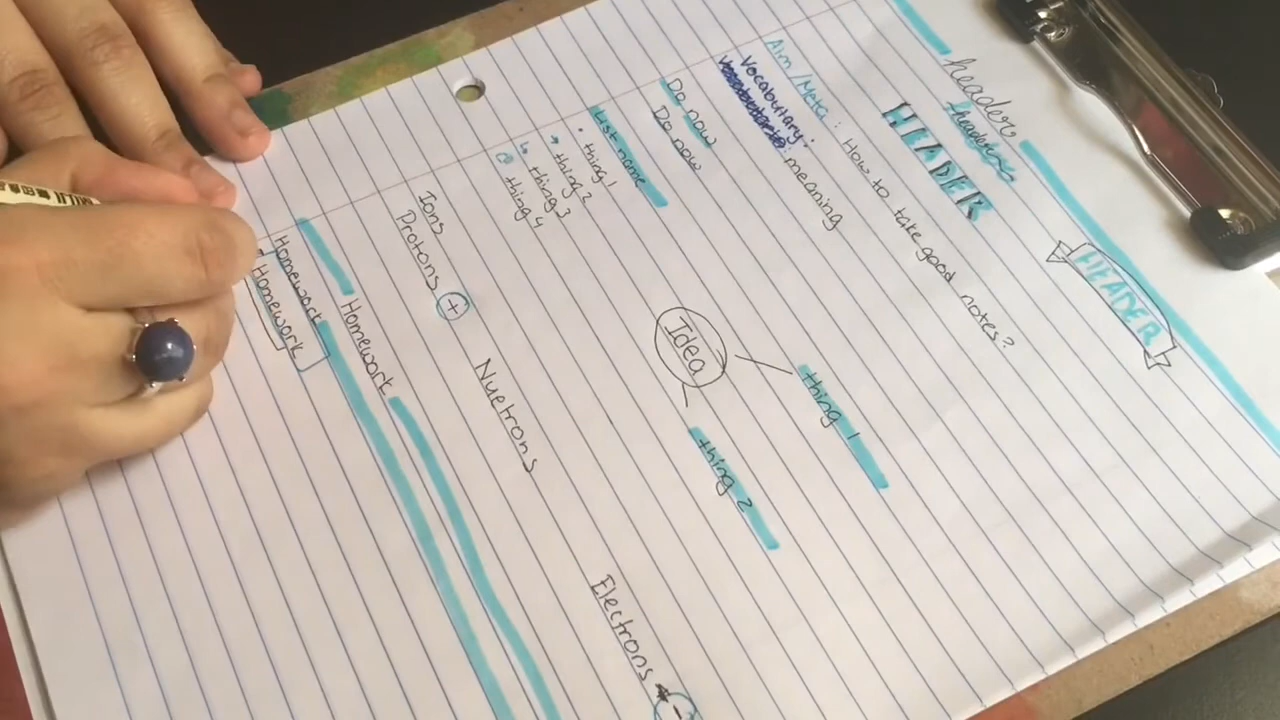 header
header
HEADER
HEADER
Aim/Meta: How to take good notes?
Vocabulary: meaning
Do now
Do now
Idea
thing 1
thing 2
List name
• thing 1
thing 2
thing 3
thing 4
Ions
Protons +
Nuetrons
Electrons -
Homework
Homework
Homework